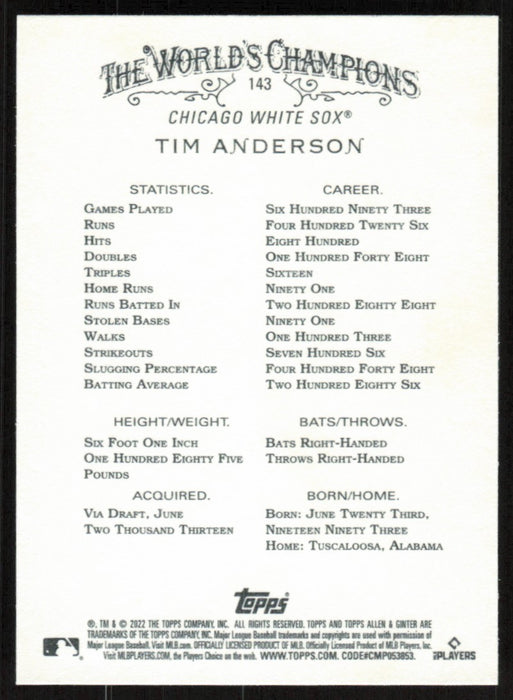 THE WORLD'S CHAMPIONS
143
CHICAGO WHITE SOX®
TIM ANDERSON
STATISTICS. CAREER.
GAMES PLAYED SIX HUNDRED NINETY THREE
RUNS FOUR HUNDRED TWENTY SIX
HITS EIGHT HUNDRED
DOUBLES ONE HUNDRED FORTY EIGHT
TRIPLES SIXTEEN
HOME RUNS NINETY ONE
RUNS BATTED IN TWO HUNDRED EIGHTY EIGHT
STOLEN BASES NINETY ONE
WALKS ONE HUNDRED THREE
STRIKEOUTS SEVEN HUNDRED SIX
SLUGGING PERCENTAGE FOUR HUNDRED FORTY EIGHT
BATTING AVERAGE TWO HUNDRED EIGHTY SIX
HEIGHT/WEIGHT. BATS/THROWS.
SIX FOOT ONE INCH BATS RIGHT-HANDED
ONE HUNDRED EIGHTY FIVE THROWS RIGHT-HANDED
POUNDS
ACQUIRED. BORN/HOME.
VIA DRAFT, JUNE BORN: JUNE TWENTY THIRD,
TWO THOUSAND THIRTEEN NINETEEN NINETY THREE
HOME: TUSCALOOSA, ALABAMA
Topps
®, TM & © 2022 THE TOPPS COMPANY, INC. ALL RIGHTS RESERVED. TOPPS AND TOPPS ALLEN & GINTER ARE
TRADEMARKS OF THE TOPPS COMPANY, INC. Major League Baseball trademarks and copyrights are used with permission of
Major League Baseball. Visit MLB.com. OFFICIALLY LICENSED PRODUCT OF MLB. Officially Licensed Product of MLB Players, Inc.
Visit MLBPLAYERS.COM, the Players Choice on the web. WWW.TOPPS.COM. CODE#CMP053853.
PLAYERS